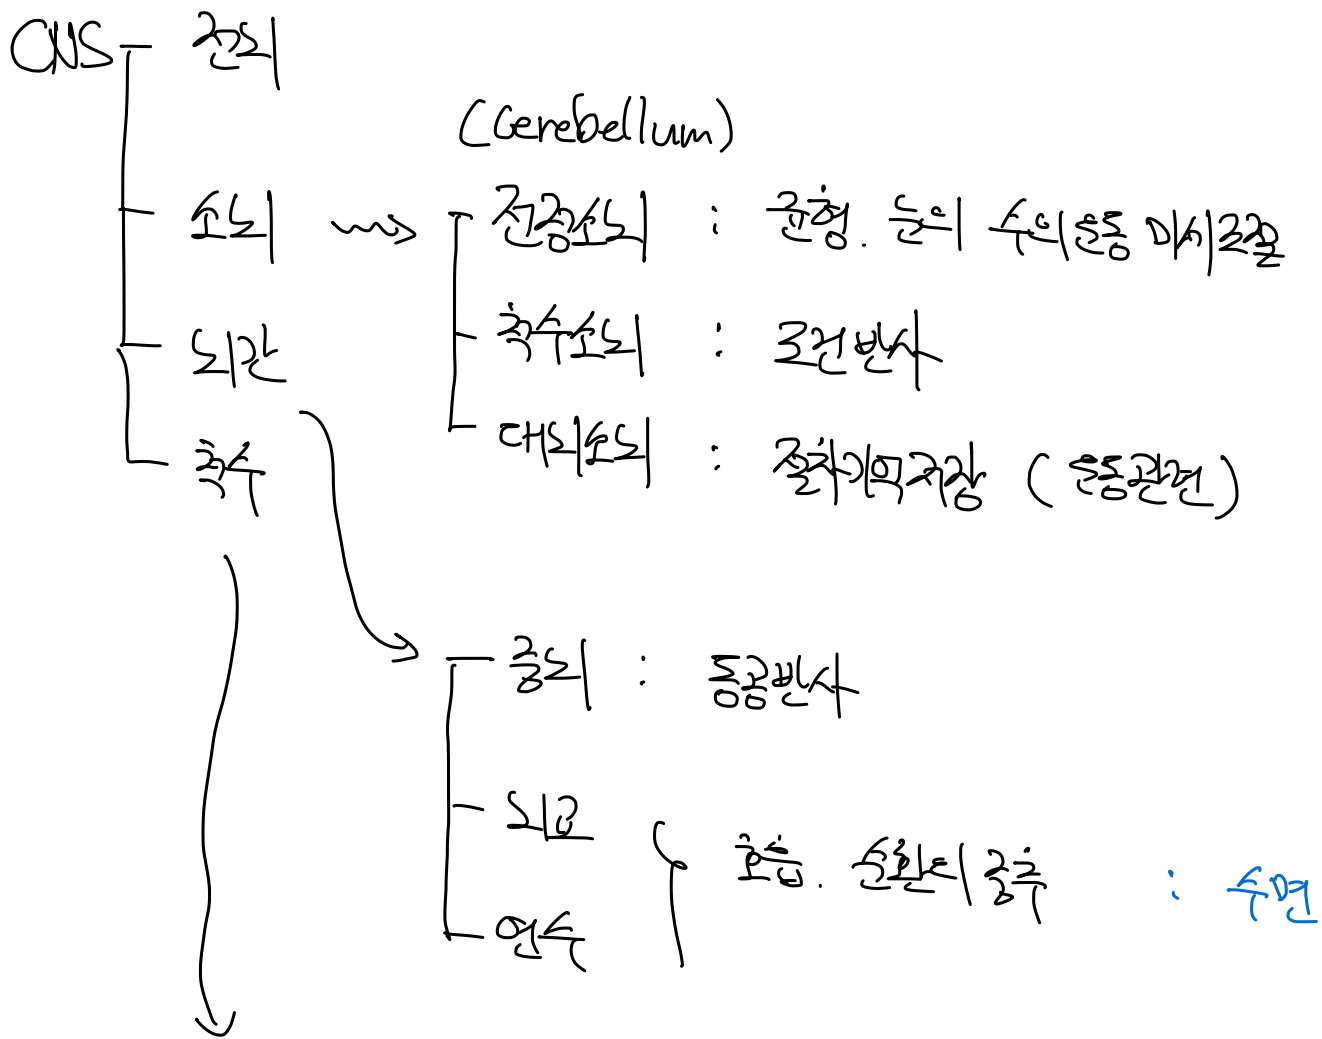 CNS 전뇌
(Cerebellum)
소뇌 전정소뇌 : 균형. 눈의 수의운동 미시조절
척수소뇌 : 조건반사
뇌간
대뇌소뇌 : 절차기억저장 (운동관련)
척수
중뇌 : 동공반사
뇌교
호흡. 순환의 중추 : 수면
연수